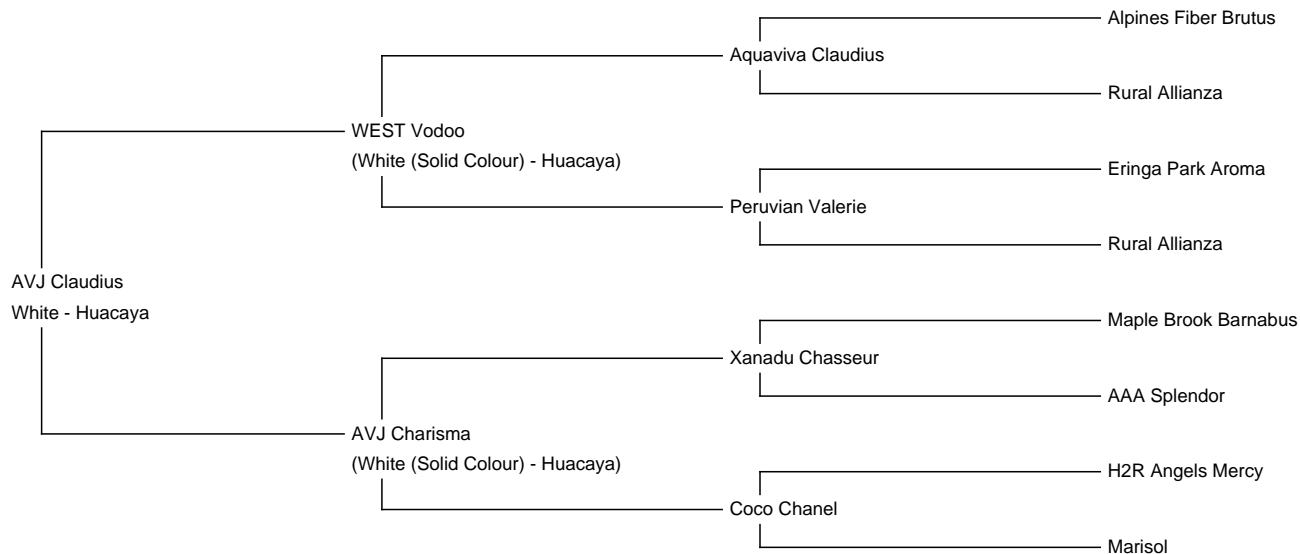 Alpines Fiber Brutus
Aquaviva Claudius
Rural Allianza
WEST Vodoo
(White (Solid Colour) - Huacaya)
Eringa Park Aroma
Peruvian Valerie
Rural Allianza
AVJ Claudius
White - Huacaya
Maple Brook Barnabus
Xanadu Chasseur
AAA Splendor
AVJ Charisma
(White (Solid Colour) - Huacaya)
H2R Angels Mercy
Coco Chanel
Marisol